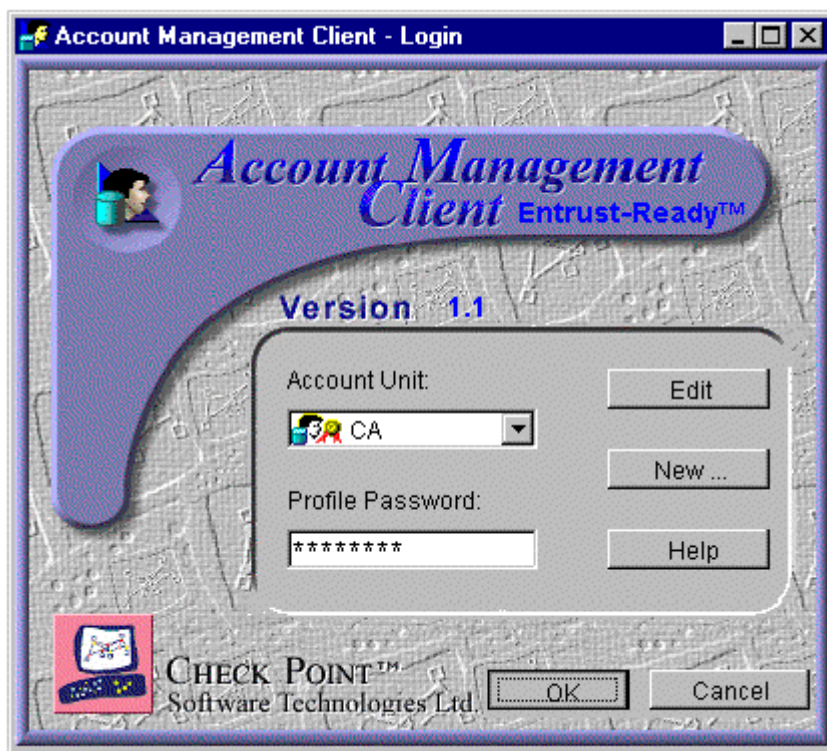 Account Management Client - Login
Account Management
Client Entrust-Ready™
Version 1.1
Account Unit:
Edit
CA
New ...
Profile Password:
********
Help
CHECK POINT™
Software Technologies Ltd.
OK
Cancel